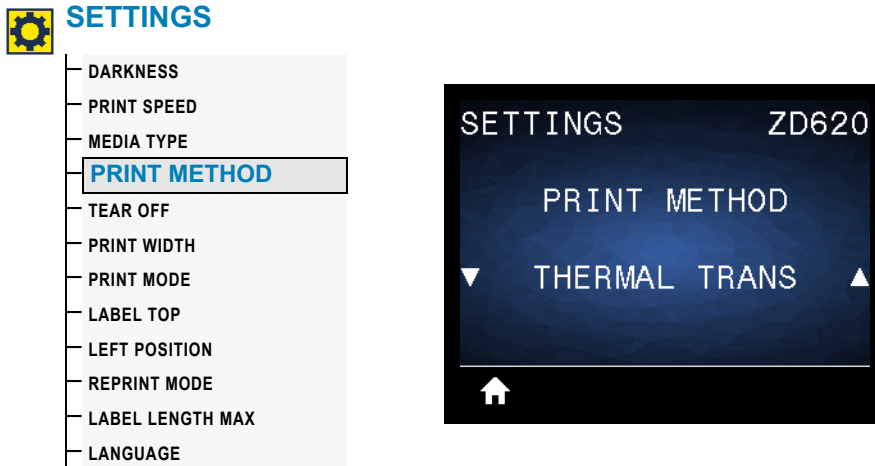 SETTINGS
DARKNESS
PRINT SPEED
MEDIA TYPE
PRINT METHOD
TEAR OFF
PRINT WIDTH
PRINT MODE
LABEL TOP
LEFT POSITION
REPRINT MODE
LABEL LENGTH MAX
LANGUAGE
SETTINGS ZD620
PRINT METHOD
▼ THERMAL TRANS ▲